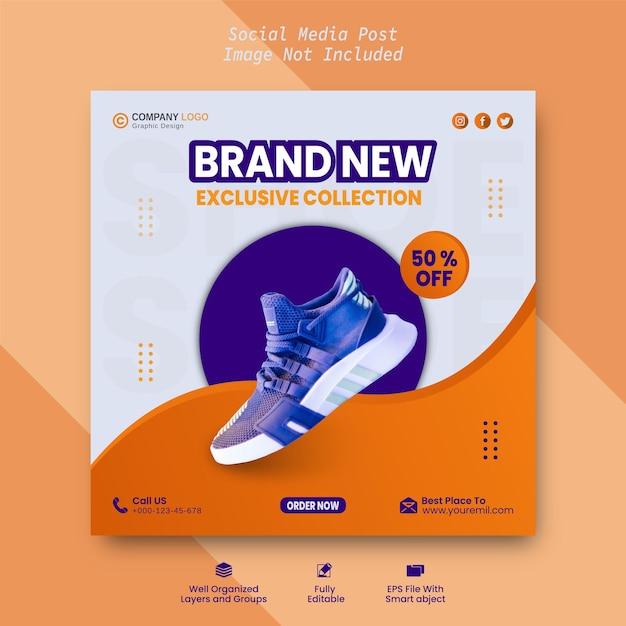 Social Media Post
Image Not Included
COMPANY LOGO
Graphic Design
BRAND NEW
EXCLUSIVE COLLECTION
50 %
OFF
Call US
+000-123-45-678
ORDER NOW
Best Place To
www.youremil.com
Well Organized
Layers and Groups
Fully
Editable
EPS File With
Smart abject